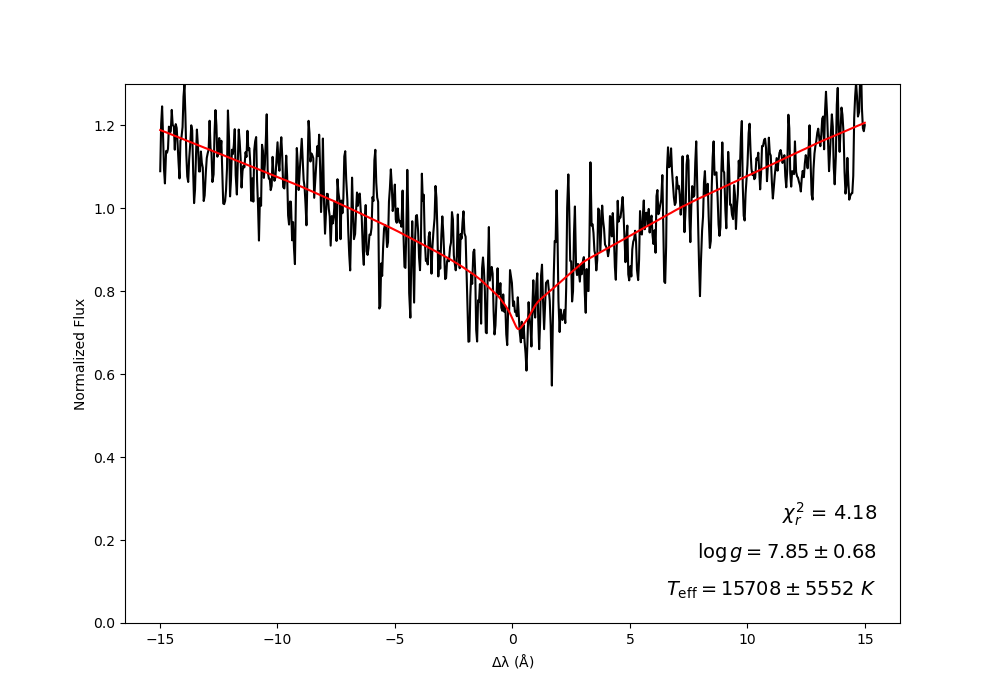 1.2
1.0
0.8
0.6
0.4
0.2
0.0
Normalized Flux
χ²ᵣ = 4.18
log g = 7.85 ± 0.68
T_eff = 15708 ± 5552 K
−15 −10 −5 0 5 10 15
Δλ (Å)